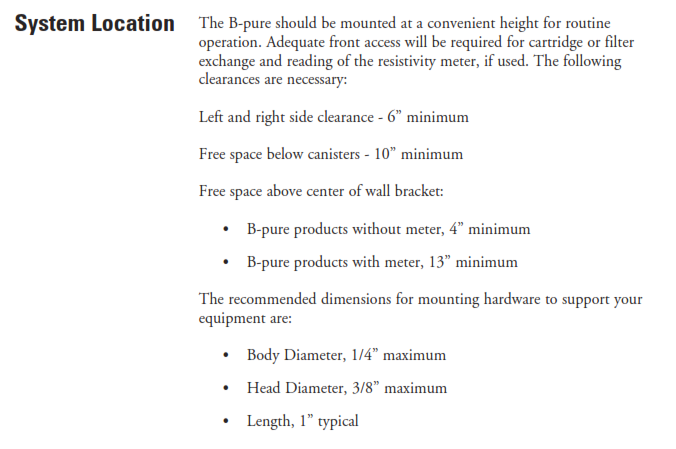 System Location
The B-pure should be mounted at a convenient height for routine
operation. Adequate front access will be required for cartridge or filter
exchange and reading of the resistivity meter, if used. The following
clearances are necessary:
Left and right side clearance - 6” minimum
Free space below canisters - 10” minimum
Free space above center of wall bracket:
• B-pure products without meter, 4” minimum
• B-pure products with meter, 13” minimum
The recommended dimensions for mounting hardware to support your
equipment are:
• Body Diameter, 1/4” maximum
• Head Diameter, 3/8” maximum
• Length, 1” typical